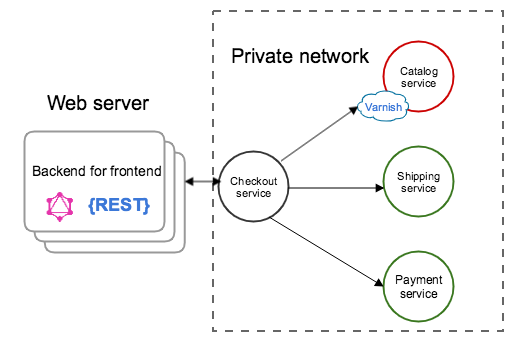 Private network
Catalog
service
Varnish
Web server
Backend for frontend
{REST}
Checkout
service
Shipping
service
Payment
service